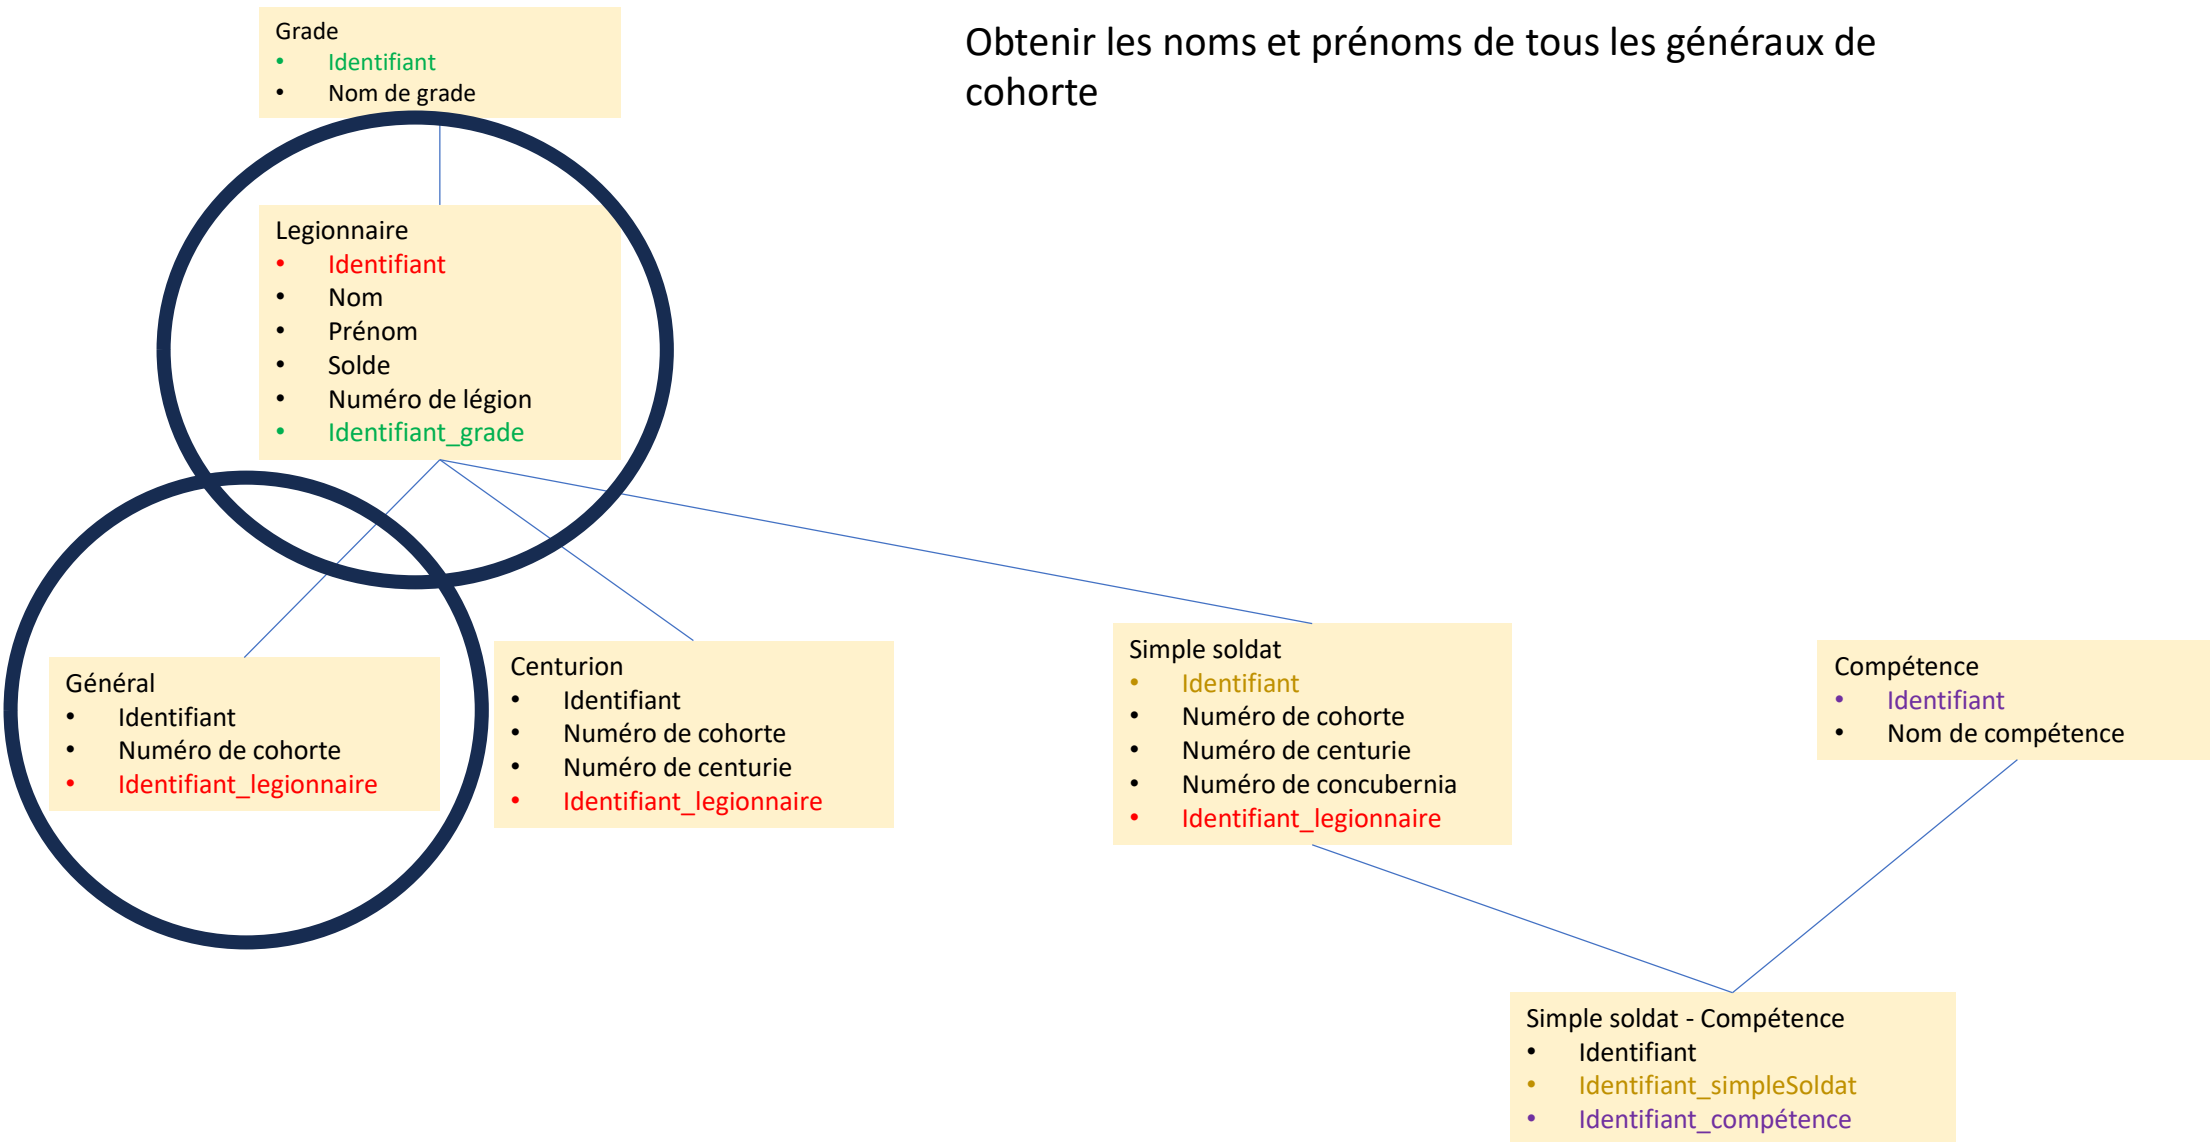 Grade
• Identifiant
• Nom de grade
Obtenir les noms et prénoms de tous les généraux de
cohorte
Legionnaire
• Identifiant
• Nom
• Prénom
• Solde
• Numéro de légion
• Identifiant_grade
Général
• Identifiant
• Numéro de cohorte
• Identifiant_legionnaire
Centurion
• Identifiant
• Numéro de cohorte
• Numéro de centurie
• Identifiant_legionnaire
Simple soldat
• Identifiant
• Numéro de cohorte
• Numéro de centurie
• Numéro de concubernia
• Identifiant_legionnaire
Compétence
• Identifiant
• Nom de compétence
Simple soldat - Compétence
• Identifiant
• Identifiant_simpleSoldat
• Identifiant_compétence